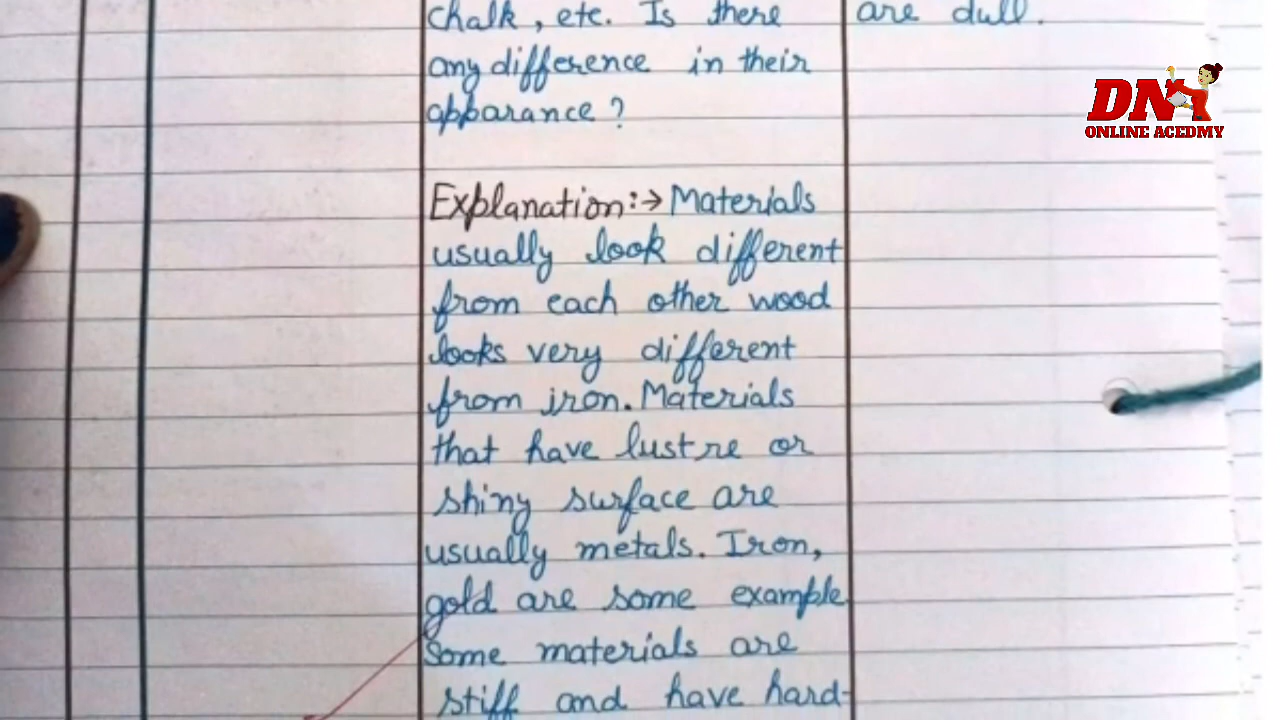 chalk, etc. Is there
are dull.
any difference in their
apparance?
Explanation:→ Materials
usually look different
from each other wood
looks very different
from iron. Materials
that have lustre or
shiny surface are
usually metals. Iron,
gold are some example
Some materials are
stiff and have hard-
DN
ONLINE ACEDMY